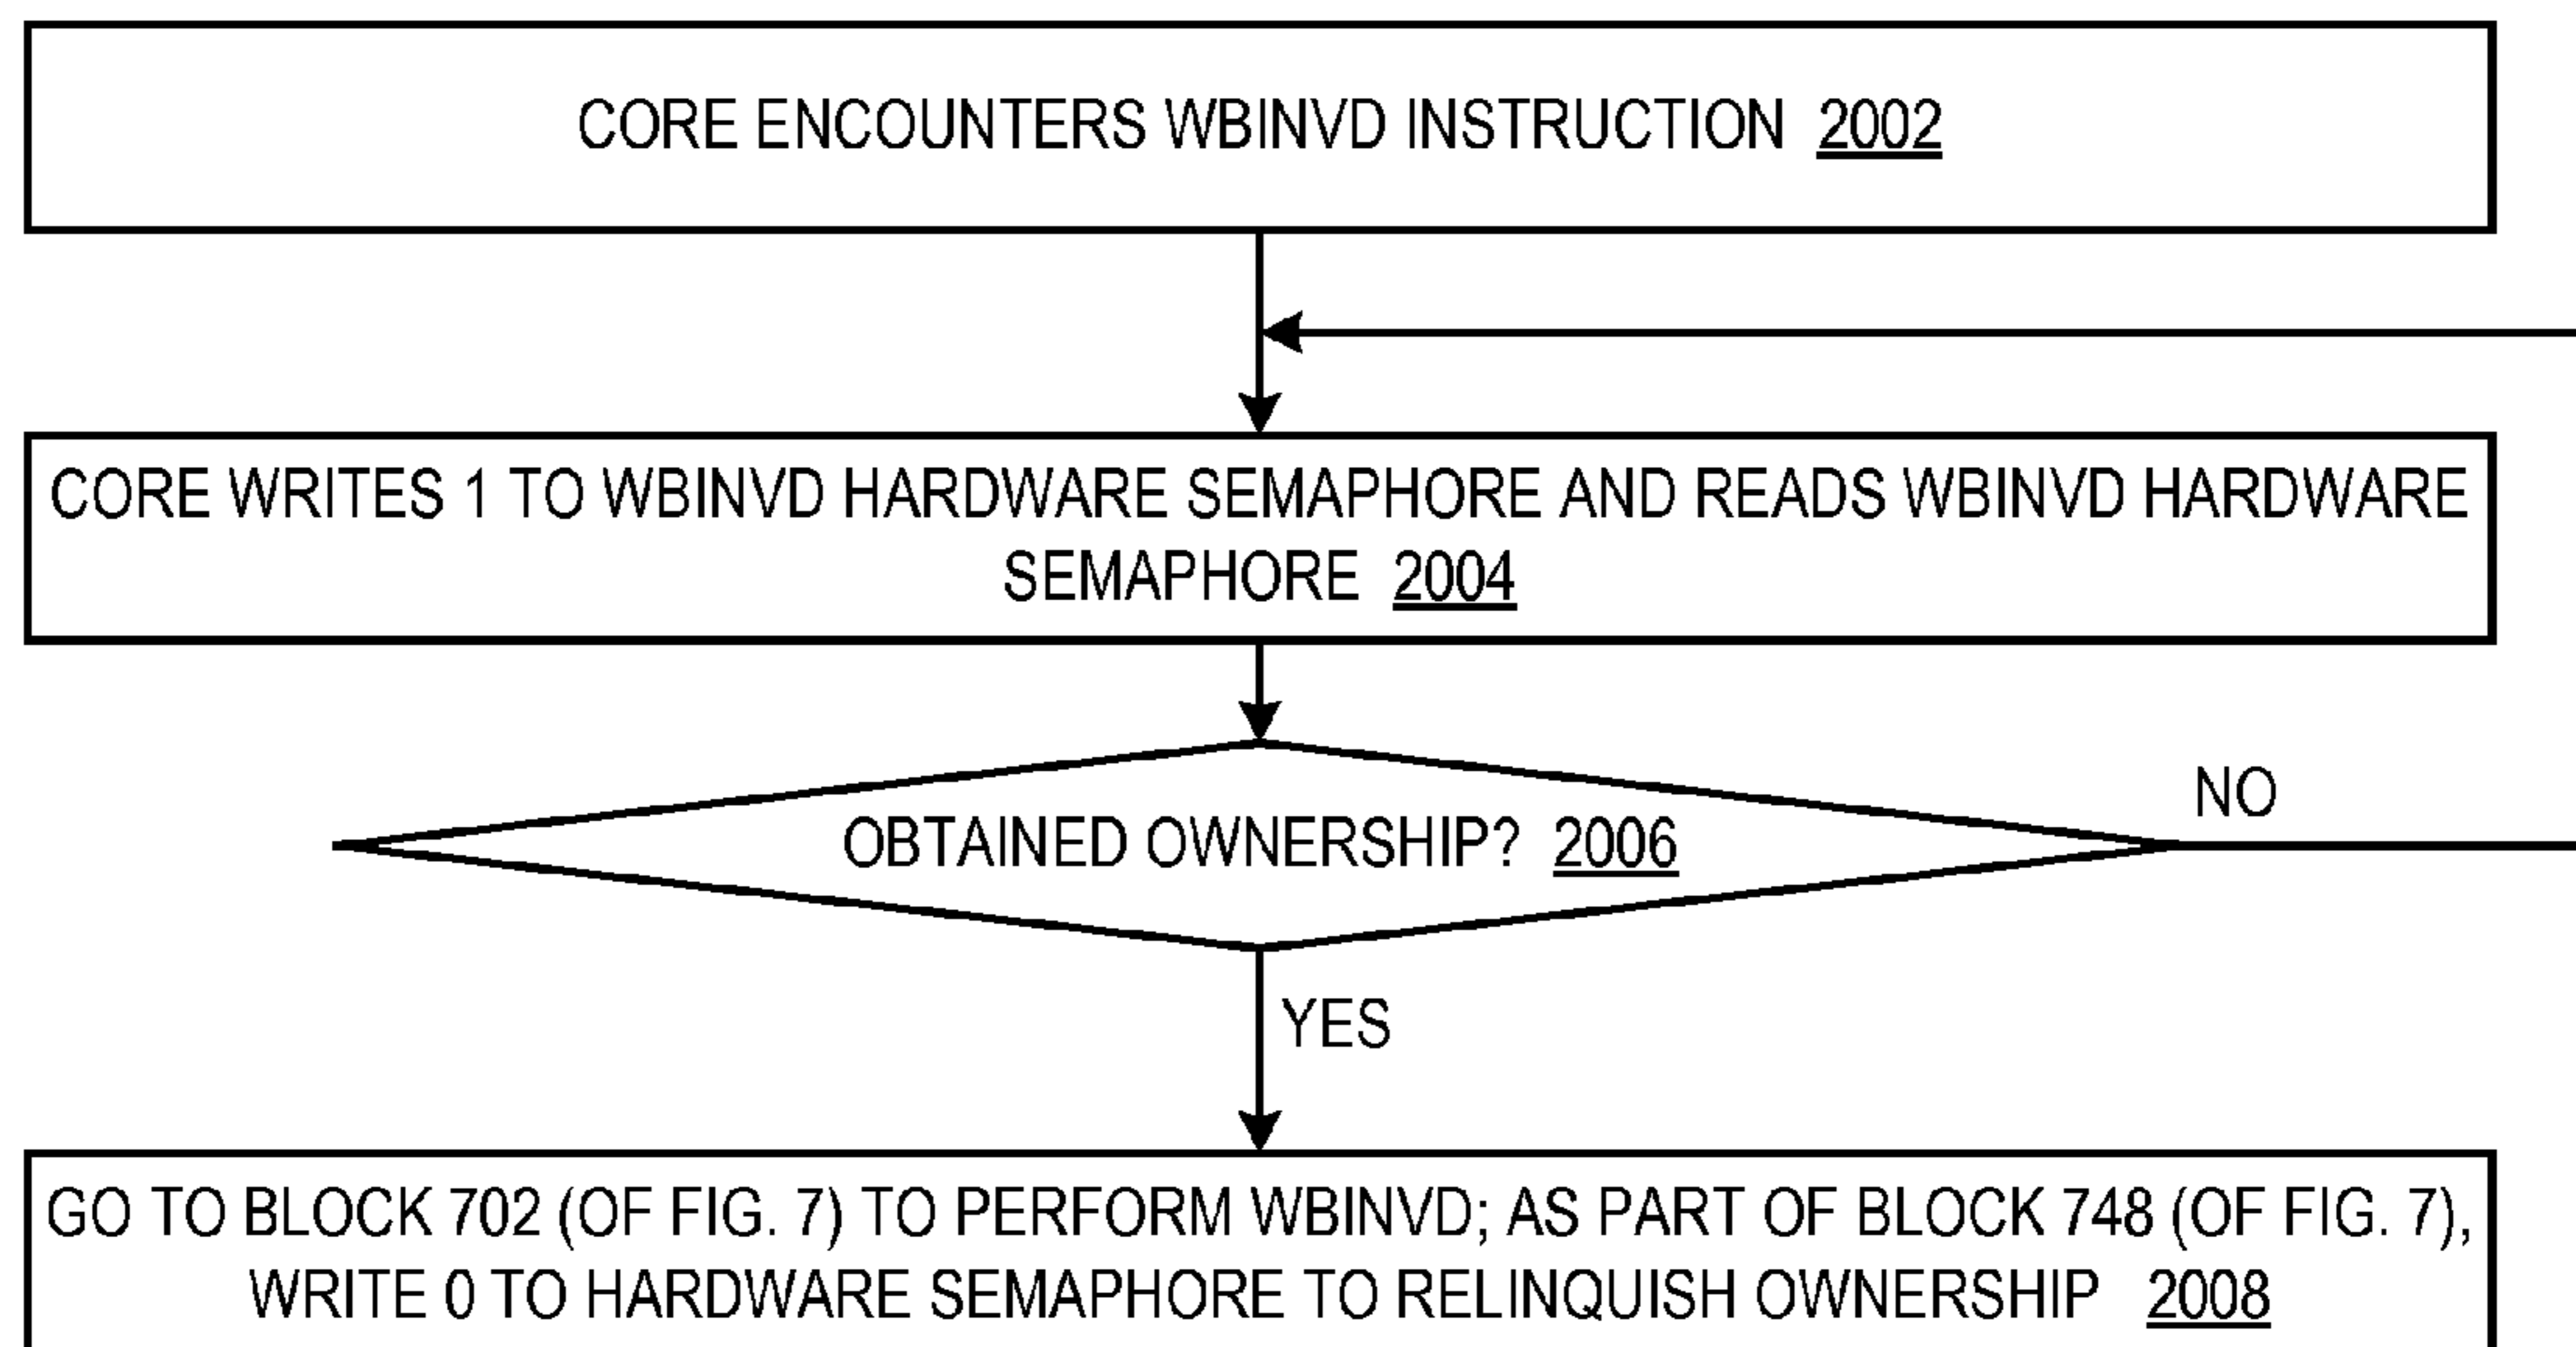 CORE ENCOUNTERS WBINVD INSTRUCTION 2002
CORE WRITES 1 TO WBINVD HARDWARE SEMAPHORE AND READS WBINVD HARDWARE
SEMAPHORE 2004
OBTAINED OWNERSHIP? 2006
NO
YES
GO TO BLOCK 702 (OF FIG. 7) TO PERFORM WBINVD; AS PART OF BLOCK 748 (OF FIG. 7),
WRITE 0 TO HARDWARE SEMAPHORE TO RELINQUISH OWNERSHIP 2008